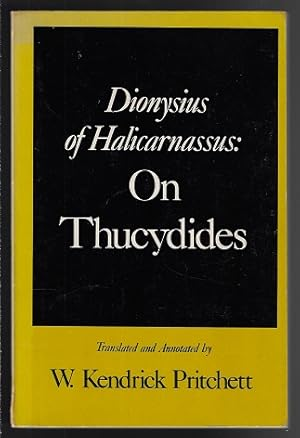 Dionysius
of Halicarnassus:
On
Thucydides
Translated and Annotated by
W. Kendrick Pritchett